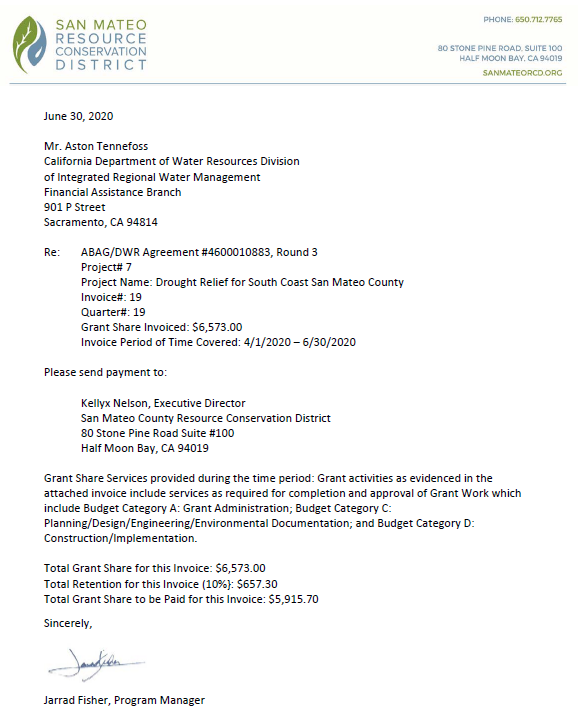 SAN MATEO
RESOURCE
CONSERVATION
DISTRICT
PHONE: 650.712.7765
80 STONE PINE ROAD, SUITE 100
HALF MOON BAY, CA 94019
SANMATEORCD.ORG
June 30, 2020
Mr. Aston Tennefoss
California Department of Water Resources Division
of Integrated Regional Water Management
Financial Assistance Branch
901 P Street
Sacramento, CA 94814
Re: ABAG/DWR Agreement #4600010883, Round 3
Project# 7
Project Name: Drought Relief for South Coast San Mateo County
Invoice#: 19
Quarter#: 19
Grant Share Invoiced: $6,573.00
Invoice Period of Time Covered: 4/1/2020 – 6/30/2020
Please send payment to:
Kellyx Nelson, Executive Director
San Mateo County Resource Conservation District
80 Stone Pine Road Suite #100
Half Moon Bay, CA 94019
Grant Share Services provided during the time period: Grant activities as evidenced in the
attached invoice include services as required for completion and approval of Grant Work which
include Budget Category A: Grant Administration; Budget Category C:
Planning/Design/Engineering/Environmental Documentation; and Budget Category D:
Construction/Implementation.
Total Grant Share for this Invoice: $6,573.00
Total Retention for this Invoice (10%): $657.30
Total Grant Share to be Paid for this Invoice: $5,915.70
Sincerely,
Jarrad Fisher, Program Manager